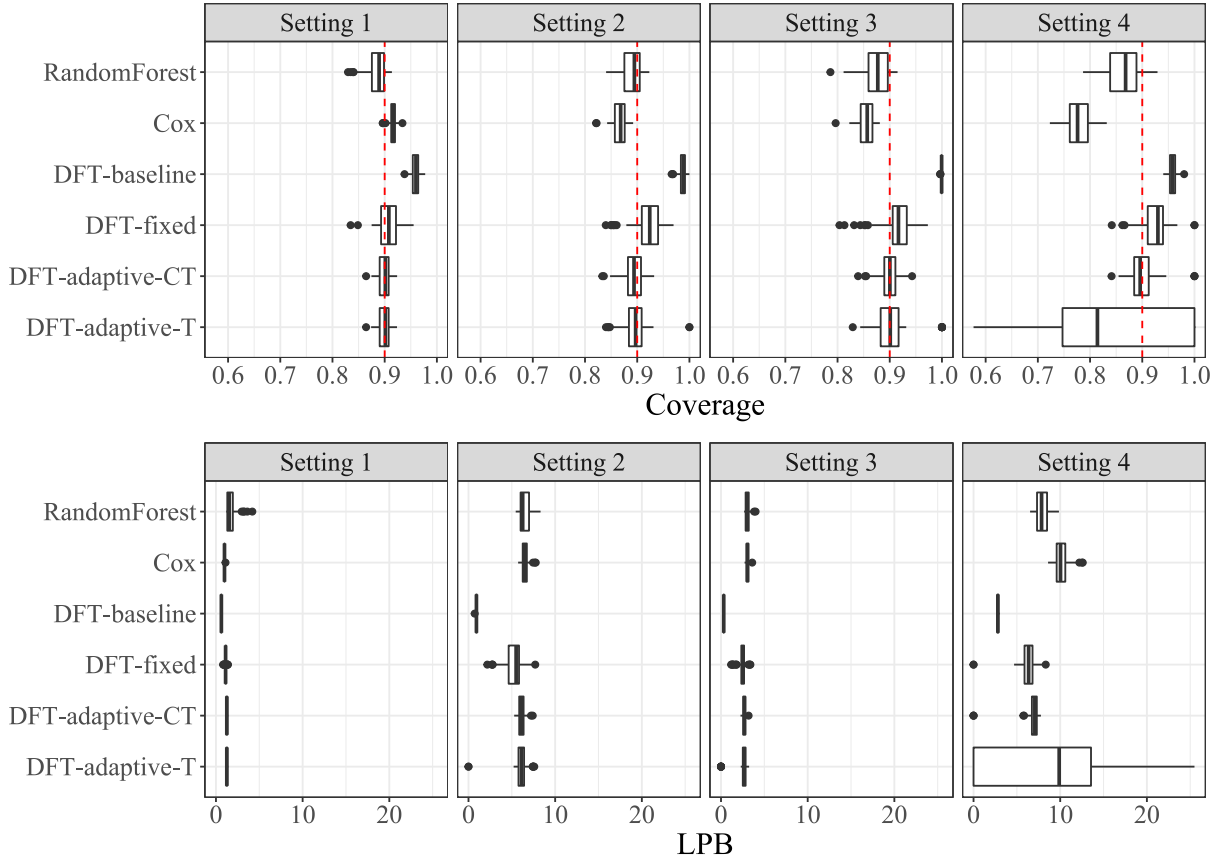 Setting 1 Setting 2 Setting 3 Setting 4
RandomForest
Cox
DFT-baseline
DFT-fixed
DFT-adaptive-CT
DFT-adaptive-T
0.6 0.7 0.8 0.9 1.0 0.6 0.7 0.8 0.9 1.0 0.6 0.7 0.8 0.9 1.0 0.6 0.7 0.8 0.9 1.0
Coverage
Setting 1 Setting 2 Setting 3 Setting 4
RandomForest
Cox
DFT-baseline
DFT-fixed
DFT-adaptive-CT
DFT-adaptive-T
0 10 20 0 10 20 0 10 20 0 10 20
LPB